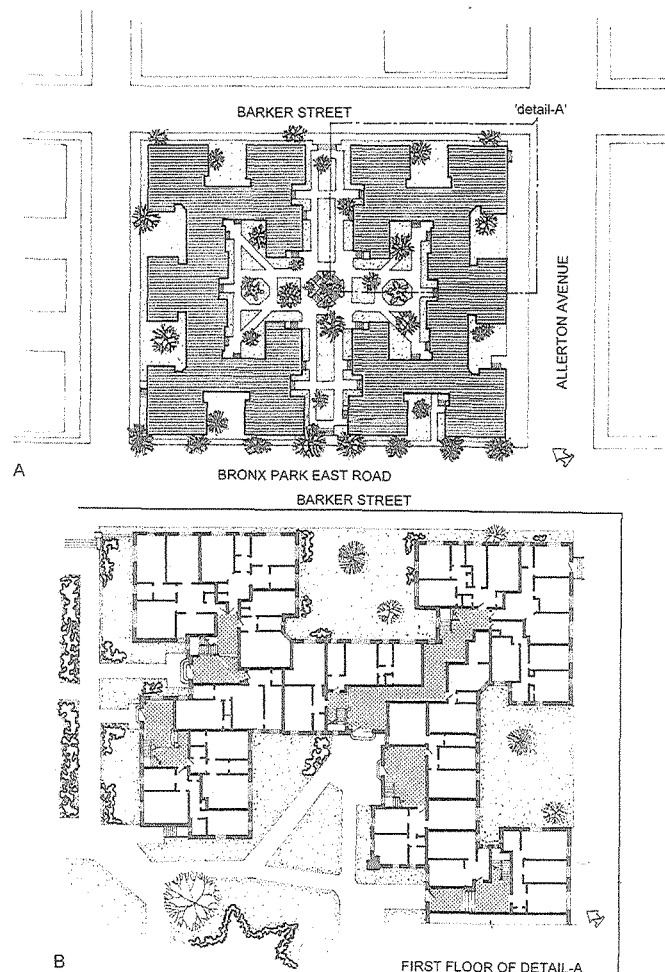 BARKER STREET
'detail-A'
ALLERTON AVENUE
A
BRONX PARK EAST ROAD
BARKER STREET
B
FIRST FLOOR OF DETAIL-A